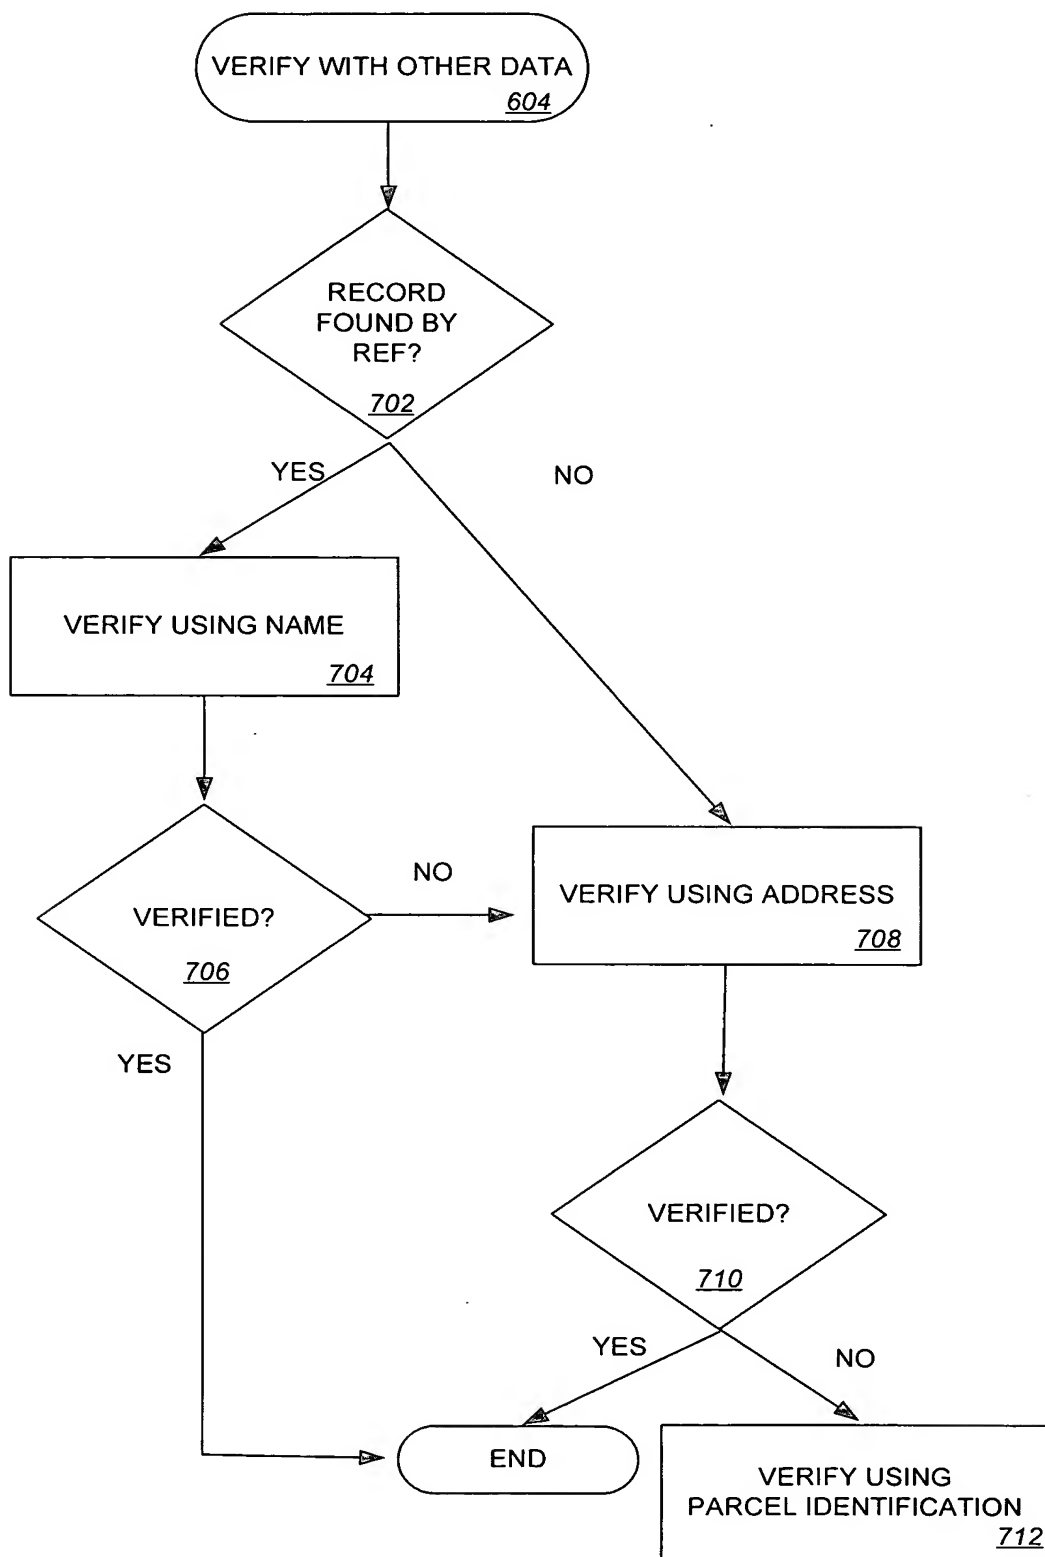 VERIFY WITH OTHER DATA
604
RECORD
FOUND BY
REF?
702
YES
NO
VERIFY USING NAME
704
NO
VERIFY USING ADDRESS
708
VERIFIED?
706
YES
VERIFIED?
710
YES
NO
END
VERIFY USING
PARCEL IDENTIFICATION
712